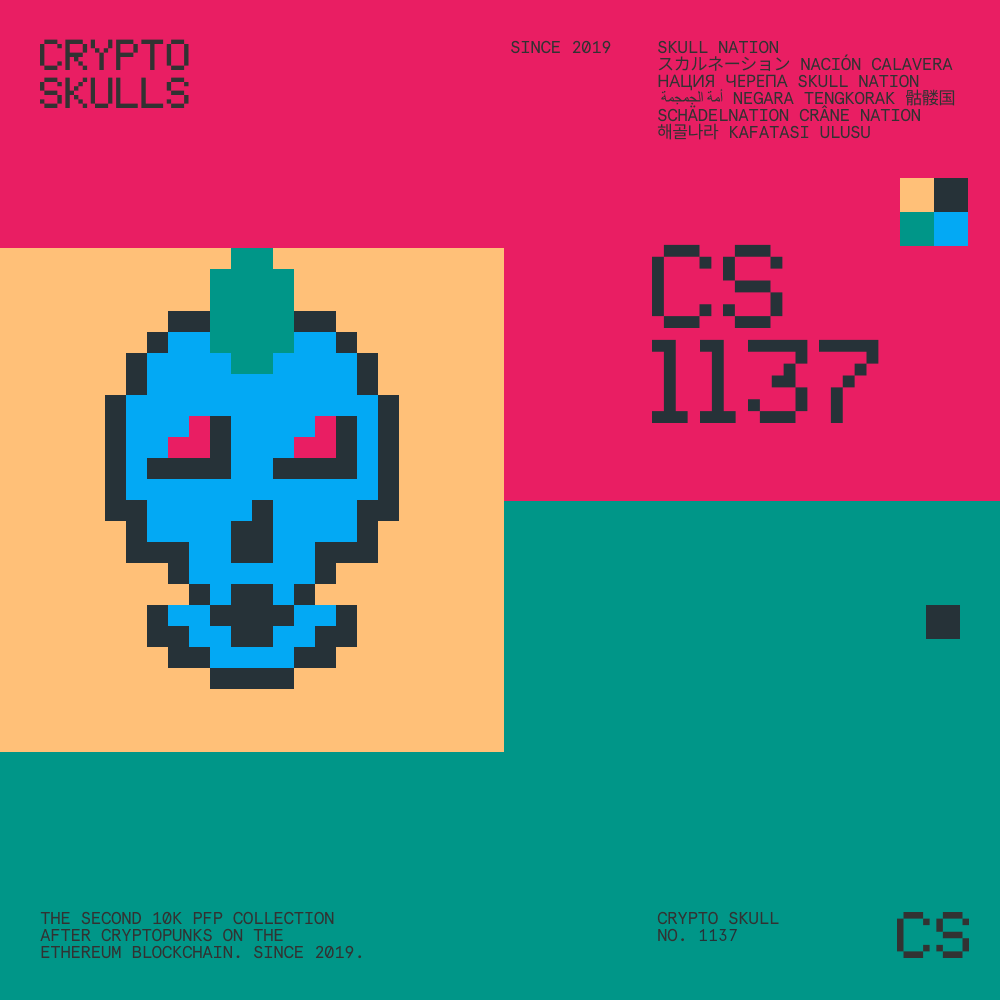 CRYPTO
SKULLS
SINCE 2019
SKULL NATION
スカルネーション NACIÓN CALAVERA
НАЦИЯ ЧЕРЕПА SKULL NATION
أمة الجمجمة NEGARA TENGKORAK 骷髅国
SCHÄDELNATION CRÂNE NATION
해골나라 KAFATASI ULUSU
CS
1137
THE SECOND 10K PFP COLLECTION
AFTER CRYPTOPUNKS ON THE
ETHEREUM BLOCKCHAIN. SINCE 2019.
CRYPTO SKULL
NO. 1137
CS